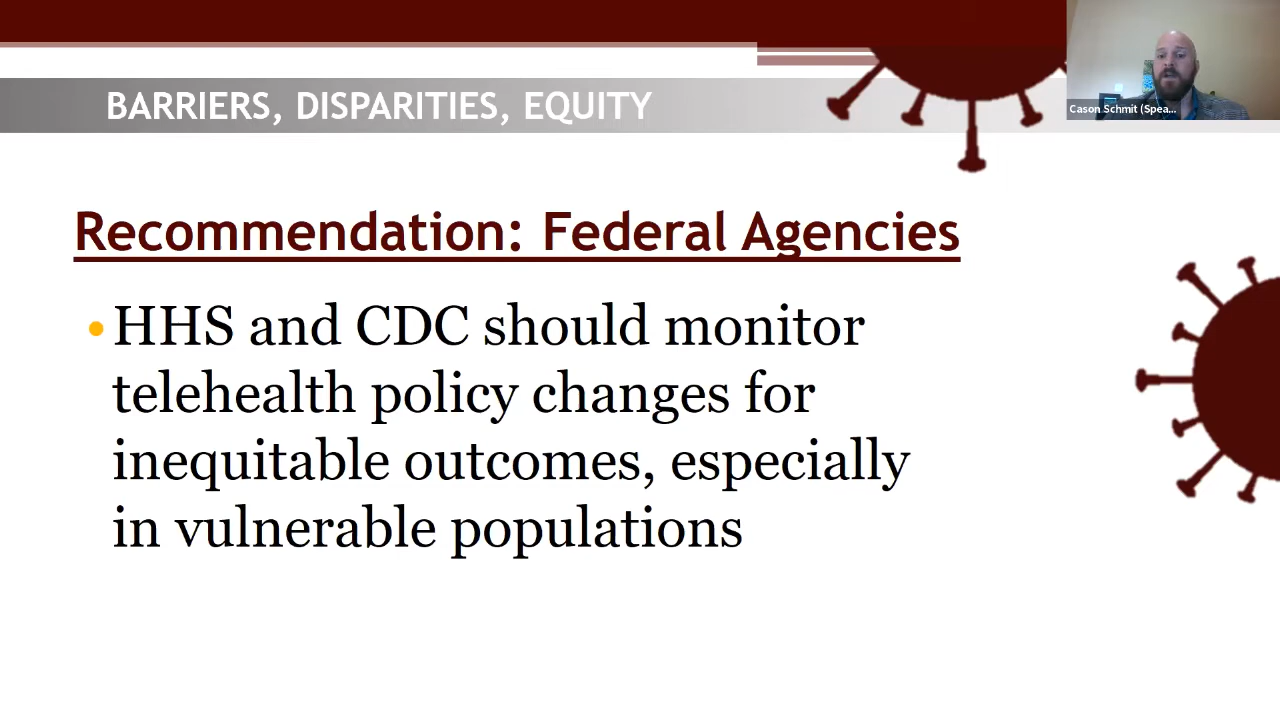 BARRIERS, DISPARITIES, EQUITY
Cason Schmit (Spea...
Recommendation: Federal Agencies
• HHS and CDC should monitor
telehealth policy changes for
inequitable outcomes, especially
in vulnerable populations